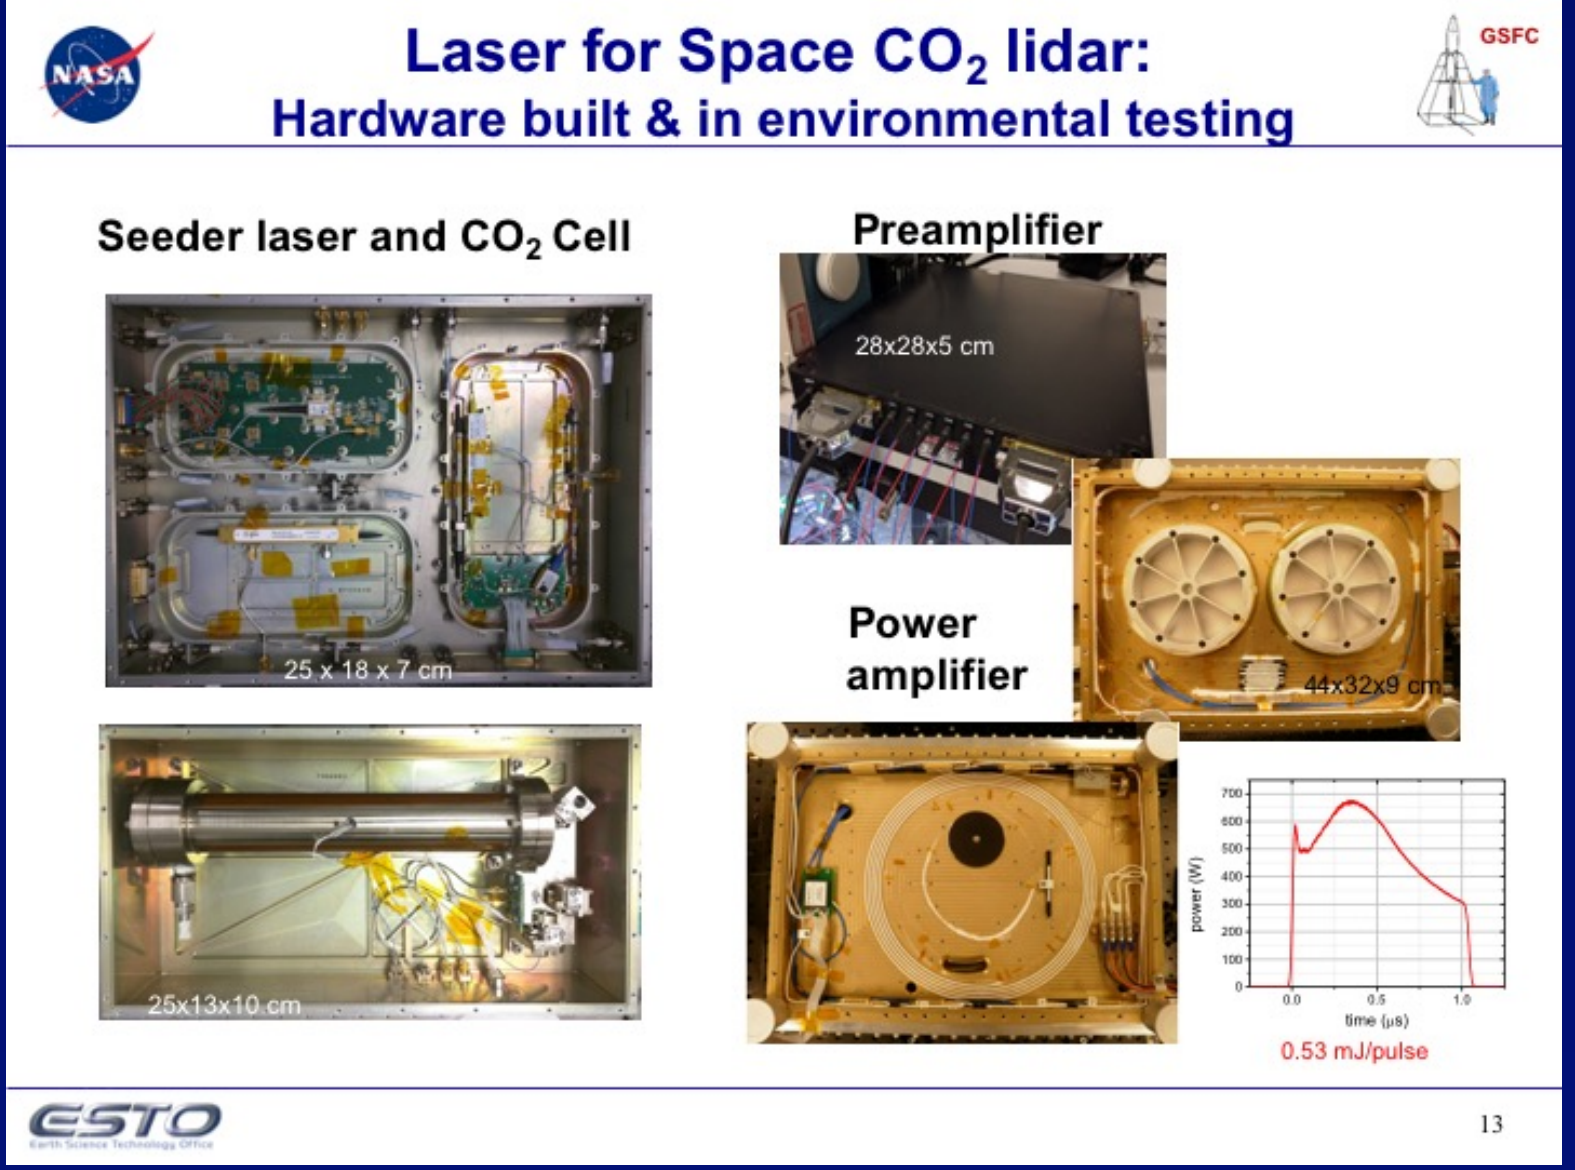 NASA
Laser for Space CO₂ lidar:
Hardware built & in environmental testing
GSFC
Seeder laser and CO₂ Cell
25 x 18 x 7 cm
25x13x10 cm
Preamplifier
28x28x5 cm
Power
amplifier
44x32x9 cm
power (W)
700
600
500
400
300
200
100
0
0.0 0.5 1.0
time (μs)
0.53 mJ/pulse
ESTO
Earth Science Technology Office
13